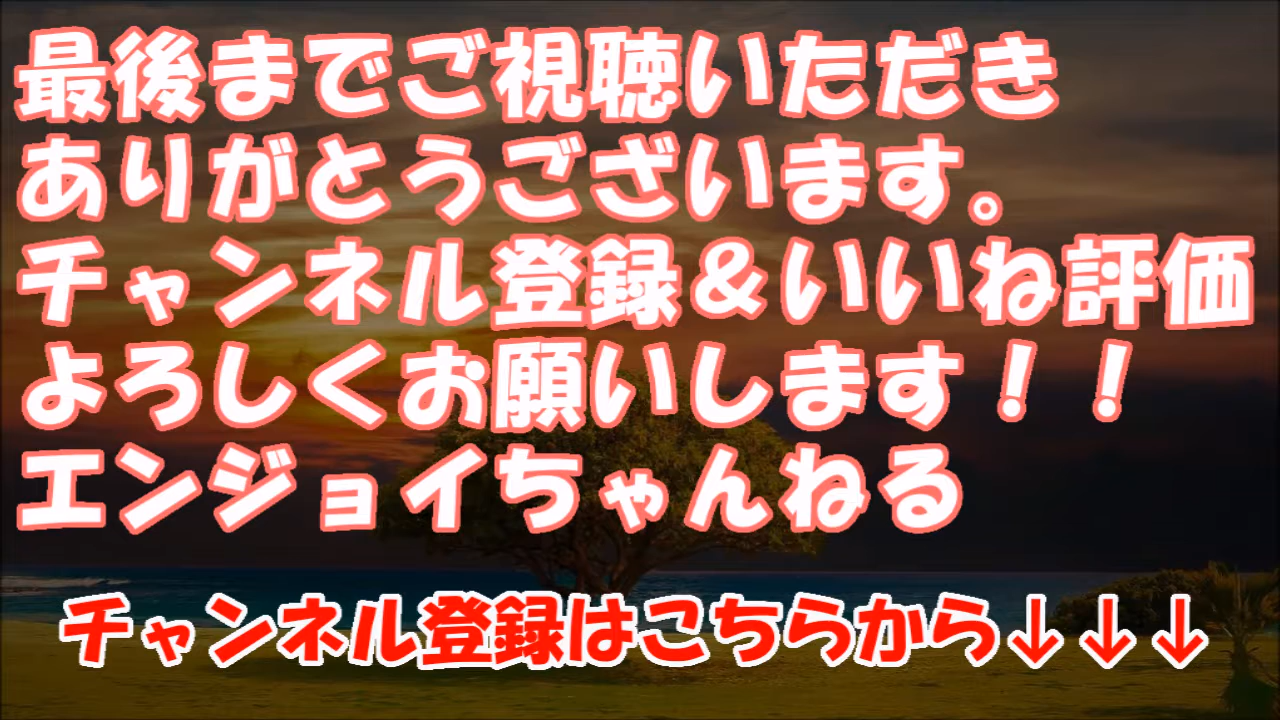 最後までご視聴いただき
ありがとうございます。
チャンネル登録＆いいね評価
よろしくお願いします！！
エンジョイちゃんねる
チャンネル登録はこちらから↓↓↓